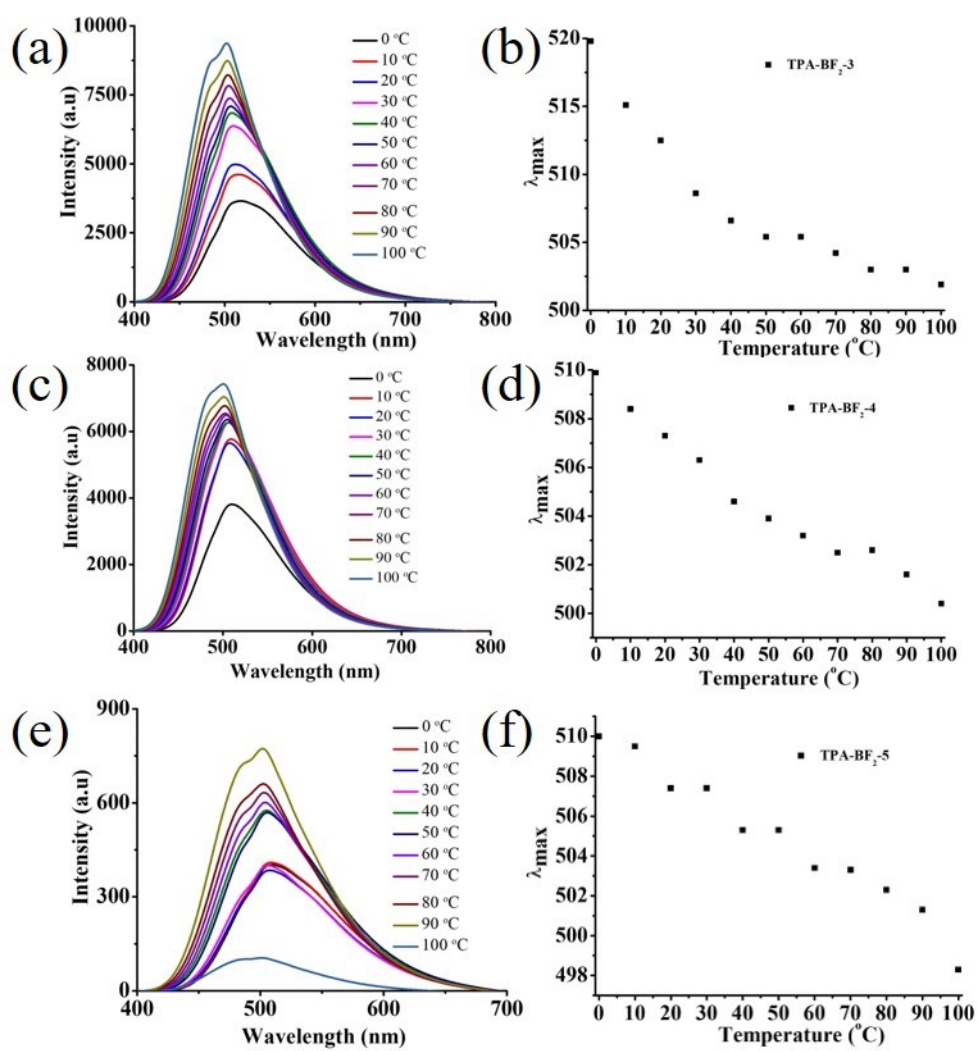 (a)
10000
7500
5000
2500
0
Intensity (a.u)
400 500 600 700 800
Wavelength (nm)
0 °C
10 °C
20 °C
30 °C
40 °C
50 °C
60 °C
70 °C
80 °C
90 °C
100 °C
(b)
520
515
510
505
500
λmax
TPA-BF₂-3
0 10 20 30 40 50 60 70 80 90 100
Temperature (°C)
(c)
8000
6000
4000
2000
0
Intensity (a.u)
400 500 600 700 800
Wavelength (nm)
0 °C
10 °C
20 °C
30 °C
40 °C
50 °C
60 °C
70 °C
80 °C
90 °C
100 °C
(d)
510
508
506
504
502
500
λmax
TPA-BF₂-4
0 10 20 30 40 50 60 70 80 90 100
Temperature (°C)
(e)
900
600
300
0
Intensity (a.u)
400 500 600 700
Wavelength (nm)
0 °C
10 °C
20 °C
30 °C
40 °C
50 °C
60 °C
70 °C
80 °C
90 °C
100 °C
(f)
510
508
506
504
502
500
498
λmax
TPA-BF₂-5
0 10 20 30 40 50 60 70 80 90 100
Temperature (°C)